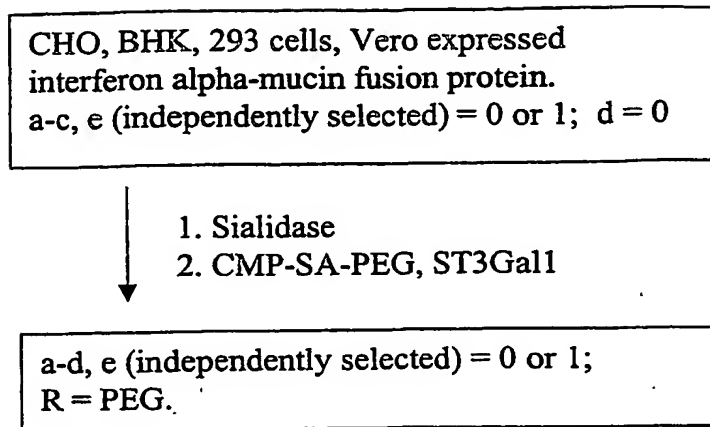 CHO, BHK, 293 cells, Vero expressed
interferon alpha-mucin fusion protein.
a-c, e (independently selected) = 0 or 1; d = 0
1. Sialidase
2. CMP-SA-PEG, ST3Gal1
a-d, e (independently selected) = 0 or 1;
R = PEG.